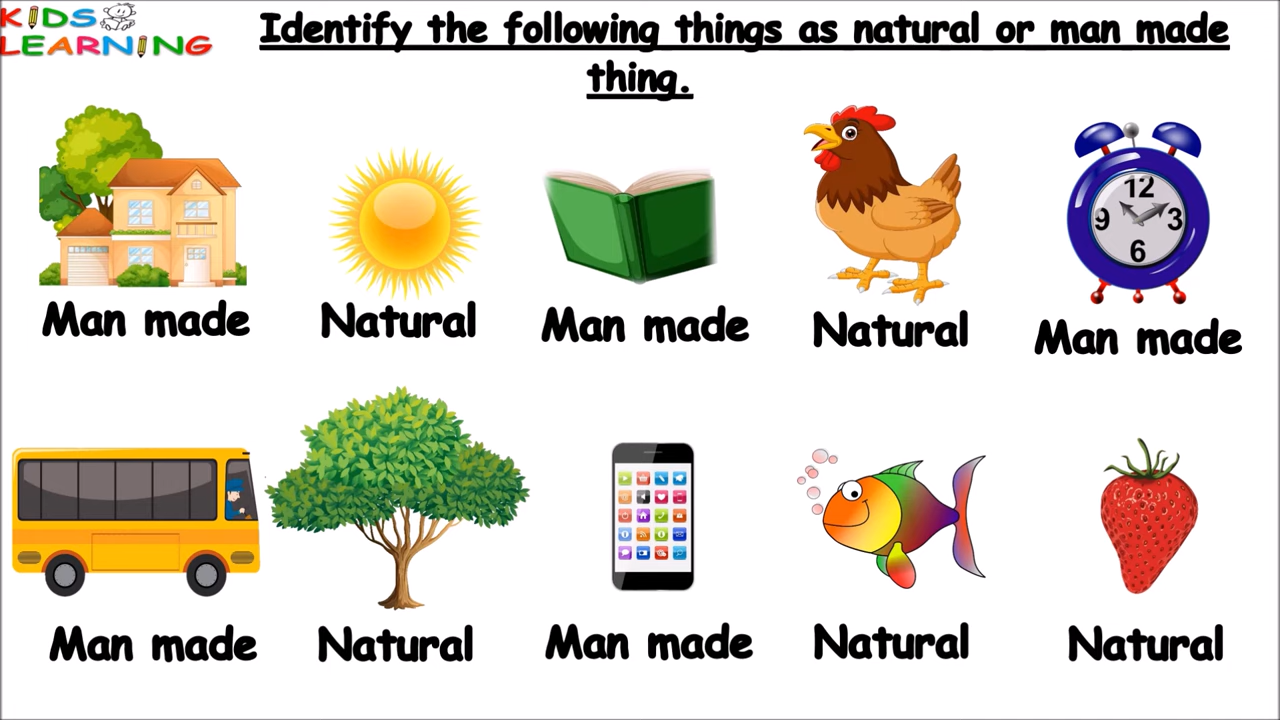 KIDS
LEARNING
Identify the following things as natural or man made
thing.
12
9 3
6
Man made Natural Man made Natural Man made
Man made Natural Man made Natural Natural